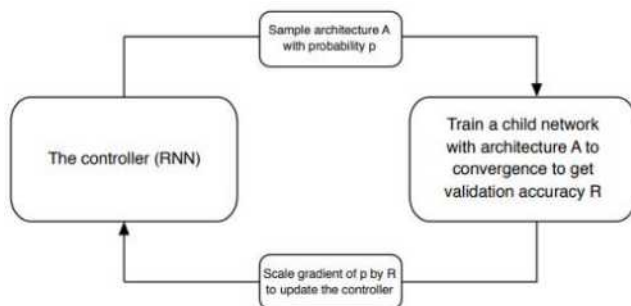 Sample architecture A
with probability p
The controller (RNN)
Train a child network
with architecture A to
convergence to get
validation accuracy R
Scale gradient of p by R
to update the controller